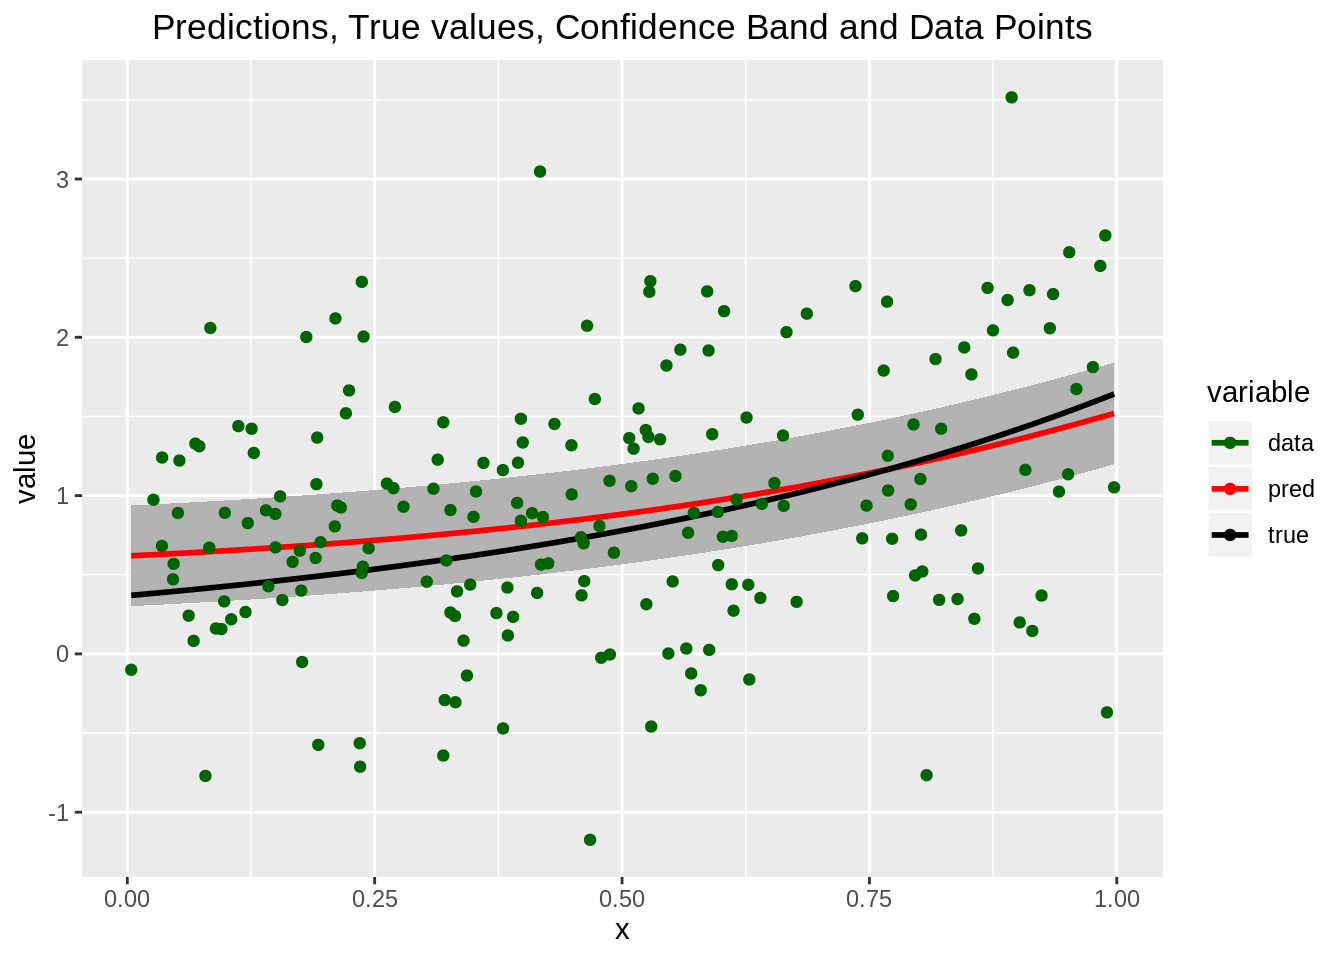 Predictions, True values, Confidence Band and Data Points
value
3
2
1
0
-1
0.00 0.25 0.50 0.75 1.00
x
variable
data
pred
true